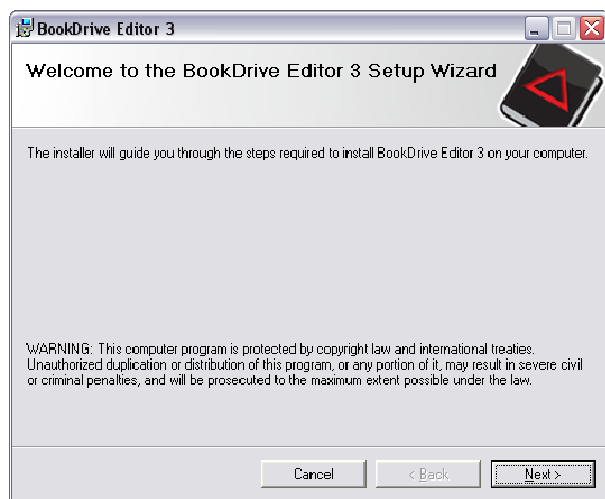 BookDrive Editor 3
Welcome to the BookDrive Editor 3 Setup Wizard
The installer will guide you through the steps required to install BookDrive Editor 3 on your computer.
WARNING: This computer program is protected by copyright law and international treaties.
Unauthorized duplication or distribution of this program, or any portion of it, may result in severe civil
or criminal penalties, and will be prosecuted to the maximum extent possible under the law.
Cancel
< Back
Next >